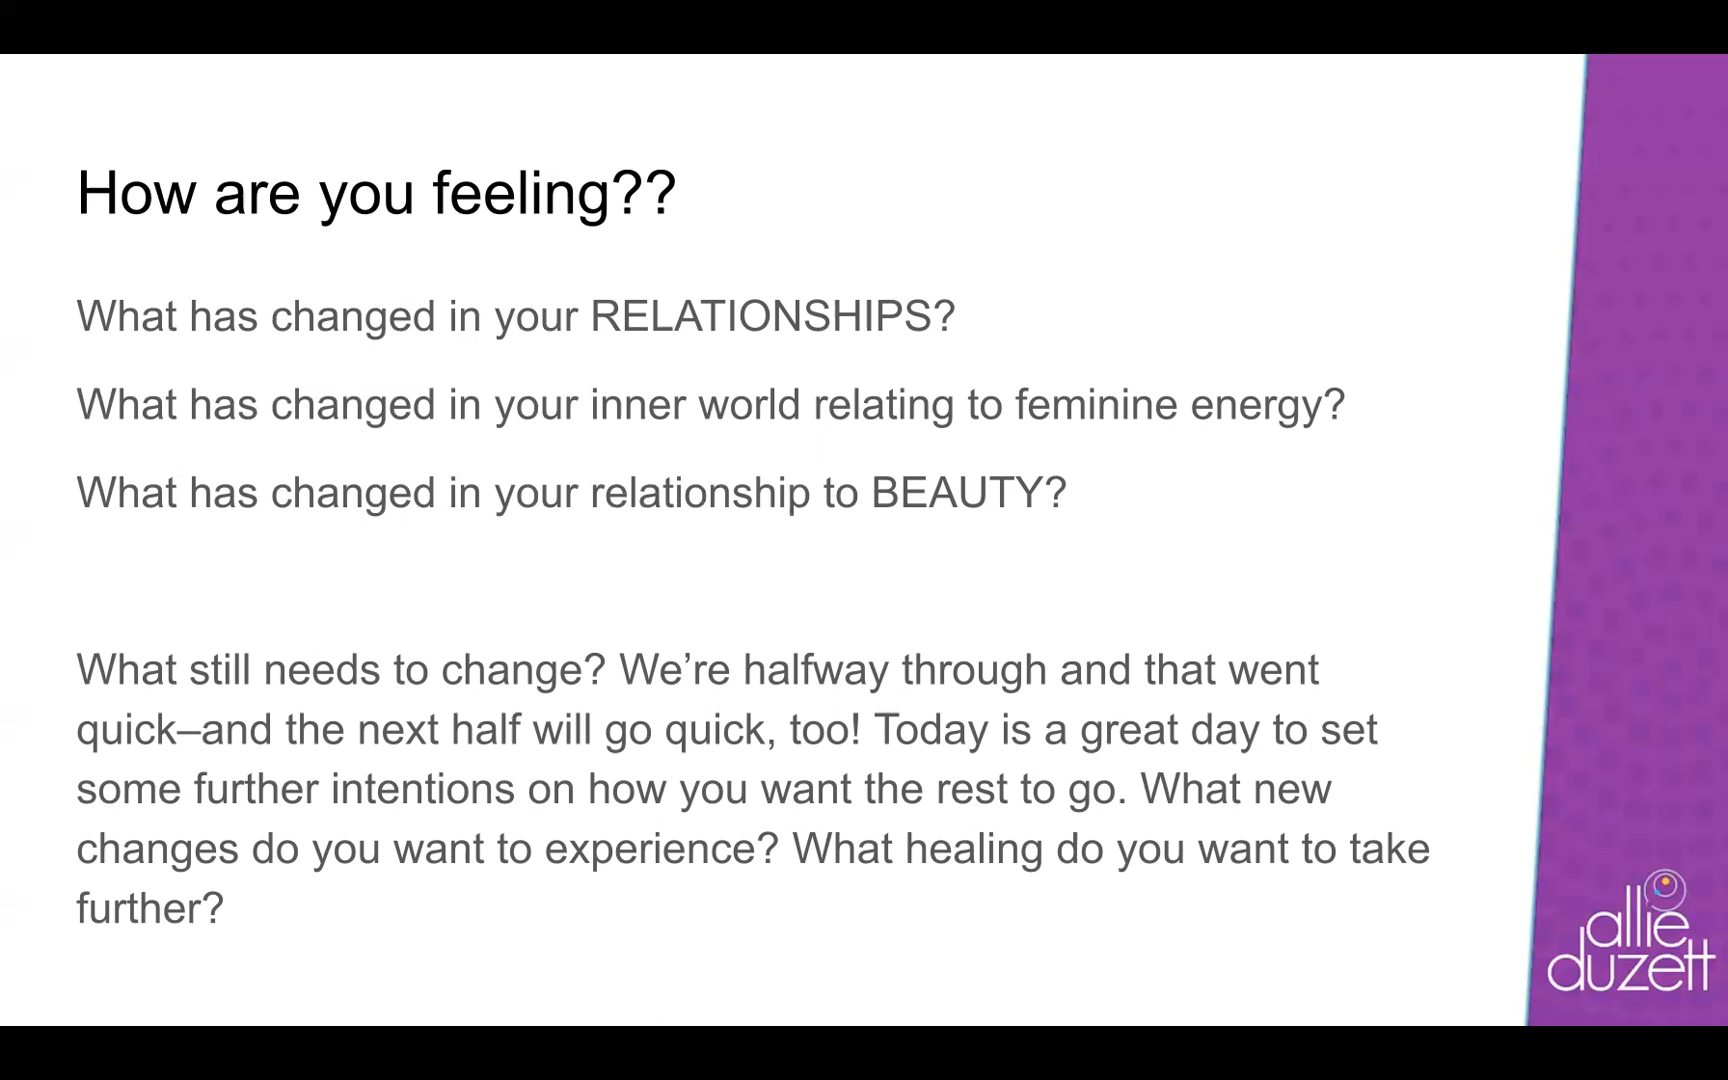 How are you feeling??
What has changed in your RELATIONSHIPS?
What has changed in your inner world relating to feminine energy?
What has changed in your relationship to BEAUTY?
What still needs to change? We’re halfway through and that went
quick–and the next half will go quick, too! Today is a great day to set
some further intentions on how you want the rest to go. What new
changes do you want to experience? What healing do you want to take
further?
allie
duzett